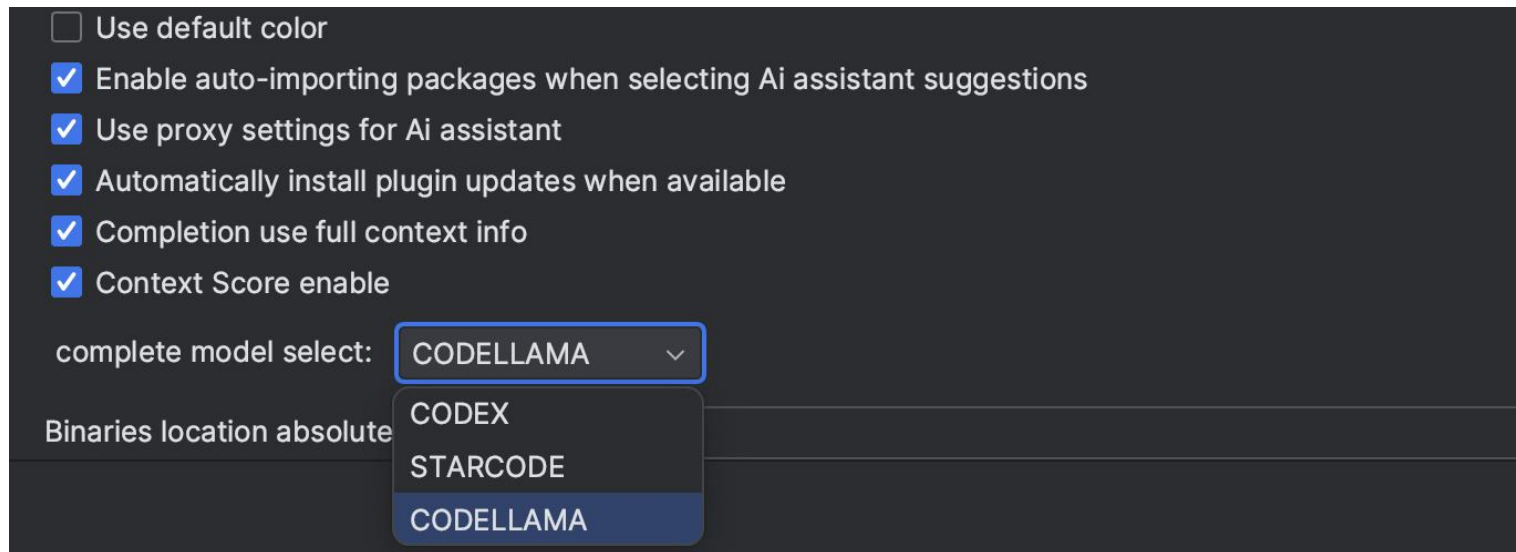 Use default color
Enable auto-importing packages when selecting Ai assistant suggestions
Use proxy settings for Ai assistant
Automatically install plugin updates when available
Completion use full context info
Context Score enable
complete model select: CODELLAMA
CODEX
Binaries location absolute
STARCODE
CODELLAMA